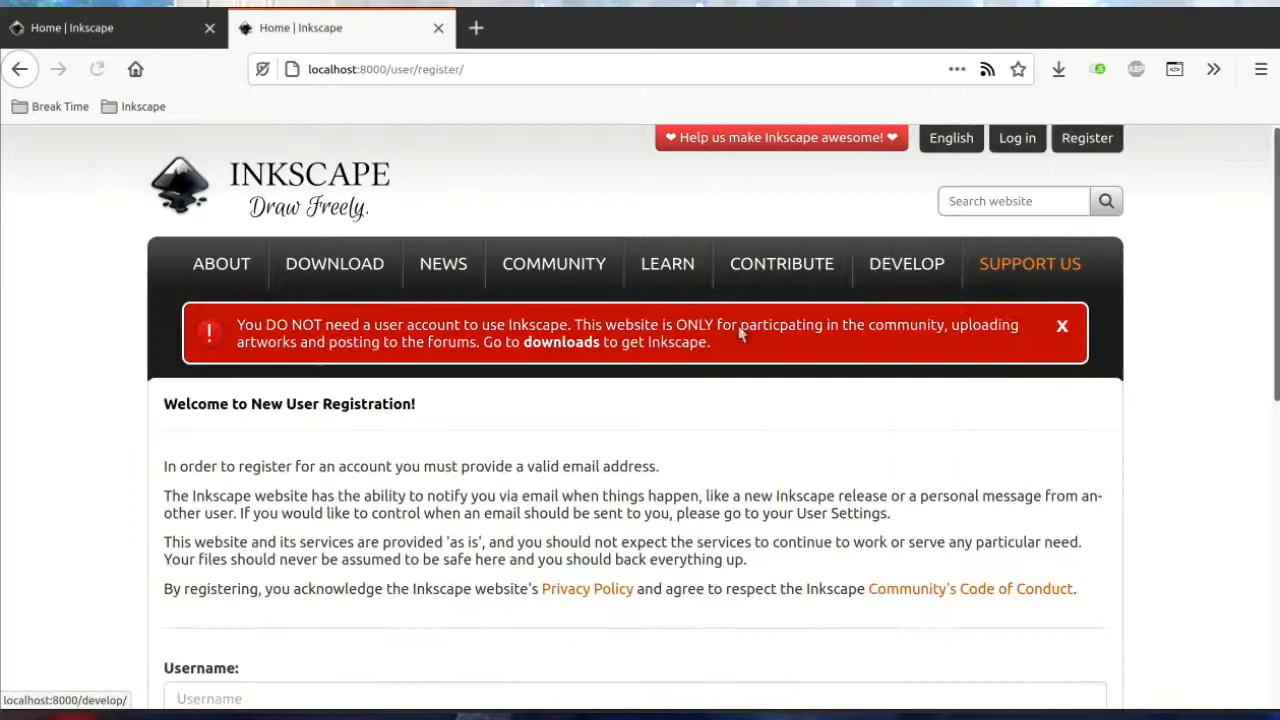 Home | Inkscape
Home | Inkscape
localhost:8000/user/register/
ABP
Break Time
Inkscape
❤ Help us make Inkscape awesome! ❤
English
Log in
Register
INKSCAPE
Draw Freely.
Search website
ABOUT
DOWNLOAD
NEWS
COMMUNITY
LEARN
CONTRIBUTE
DEVELOP
SUPPORT US
You DO NOT need a user account to use Inkscape. This website is ONLY for particpating in the community, uploading
artworks and posting to the forums. Go to downloads to get Inkscape.
X
Welcome to New User Registration!
In order to register for an account you must provide a valid email address.
The Inkscape website has the ability to notify you via email when things happen, like a new Inkscape release or a personal message from an-
other user. If you would like to control when an email should be sent to you, please go to your User Settings.
This website and its services are provided 'as is', and you should not expect the services to continue to work or serve any particular need.
Your files should never be assumed to be safe here and you should back everything up.
By registering, you acknowledge the Inkscape website's Privacy Policy and agree to respect the Inkscape Community's Code of Conduct.
Username:
Username
localhost:8000/develop/